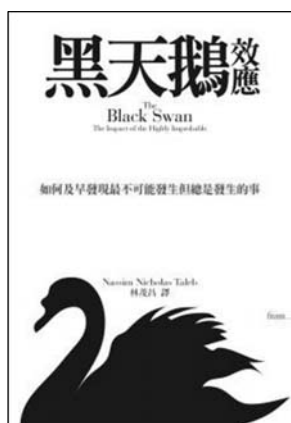 黑天鵝效應
The
Black Swan
The Impact of the Highly Improbable
如何及早發現最不可能發生但總是發生的事
Nassim Nicholas Taleb
林茂昌 譯
from